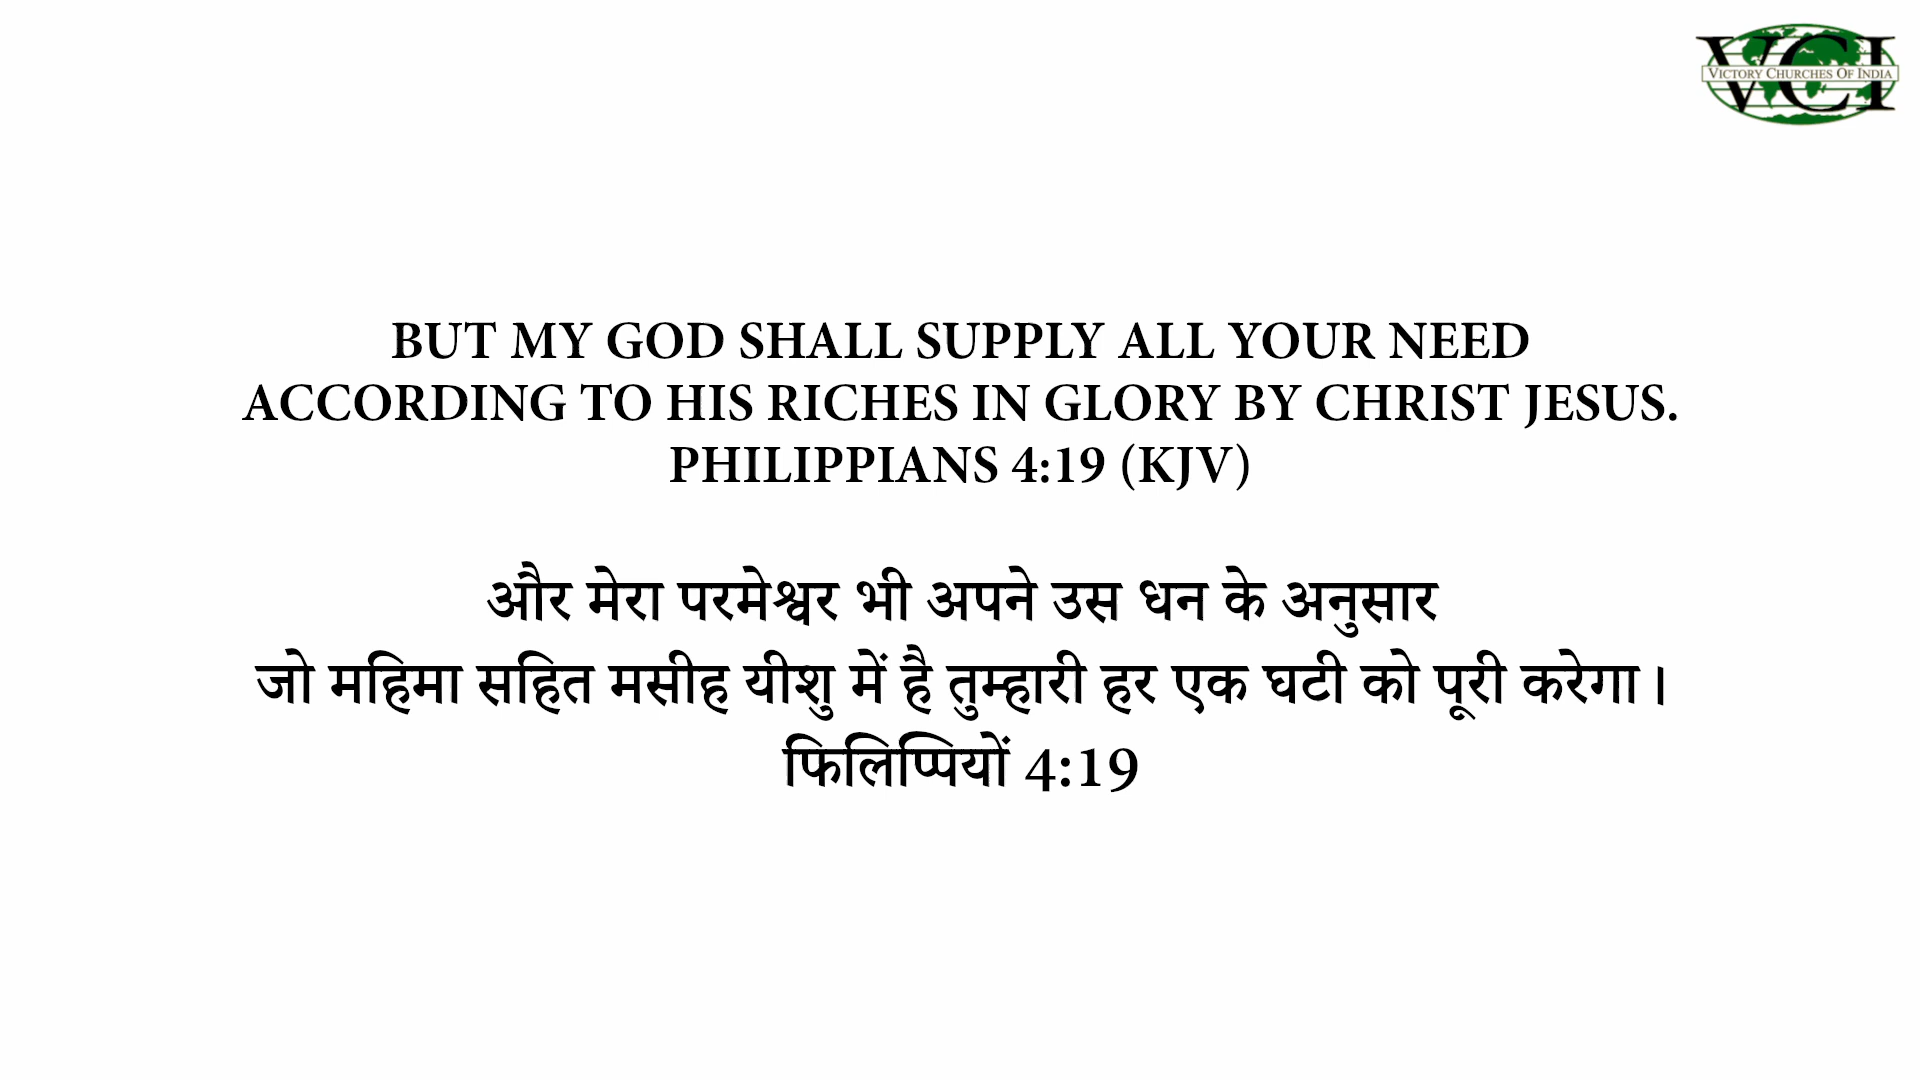 VCI
VICTORY CHURCHES OF INDIA
BUT MY GOD SHALL SUPPLY ALL YOUR NEED
ACCORDING TO HIS RICHES IN GLORY BY CHRIST JESUS.
PHILIPPIANS 4:19 (KJV)
और मेरा परमेश्वर भी अपने उस धन के अनुसार
जो महिमा सहित मसीह यीशु में है तुम्हारी हर एक घटी को पूरी करेगा।
फिलिप्पियों 4:19